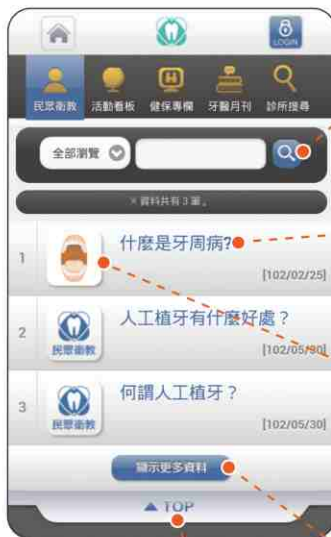 LOGIN
民眾衛教 活動看板 健保專欄 牙醫月刊 診所搜尋
全部瀏覽
※資料共有3筆。
1 什麼是牙周病?
[102/02/25]
2 民眾衛教 人工植牙有什麼好處?
[102/05/30]
3 民眾衛教 何謂人工植牙?
[102/05/30]
顯示更多資料
▲ TOP